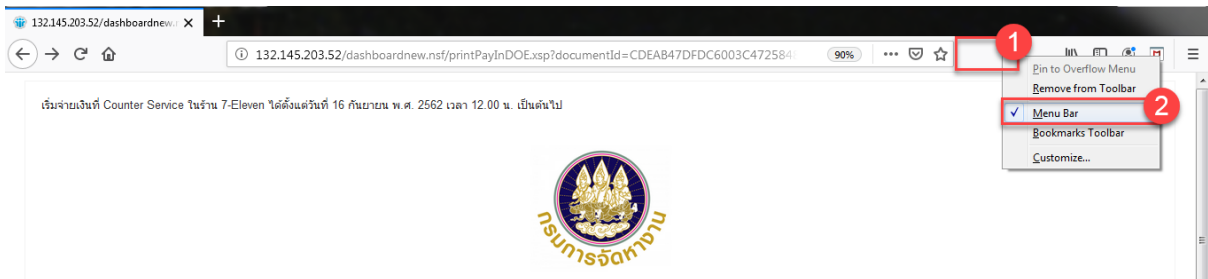 132.145.203.52/dashboardnew.r
132.145.203.52/dashboardnew.nsf/printPayInDOE.xsp?documentId=CDEAB47DFDC6003C472584
90%
1
Pin to Overflow Menu
Remove from Toolbar
Menu Bar
2
Bookmarks Toolbar
Customize...
เริ่มจ่ายเงินที่ Counter Service ในร้าน 7-Eleven ได้ตั้งแต่วันที่ 16 กันยายน พ.ศ. 2562 เวลา 12.00 น. เป็นต้นไป
กรมการจัดหางาน